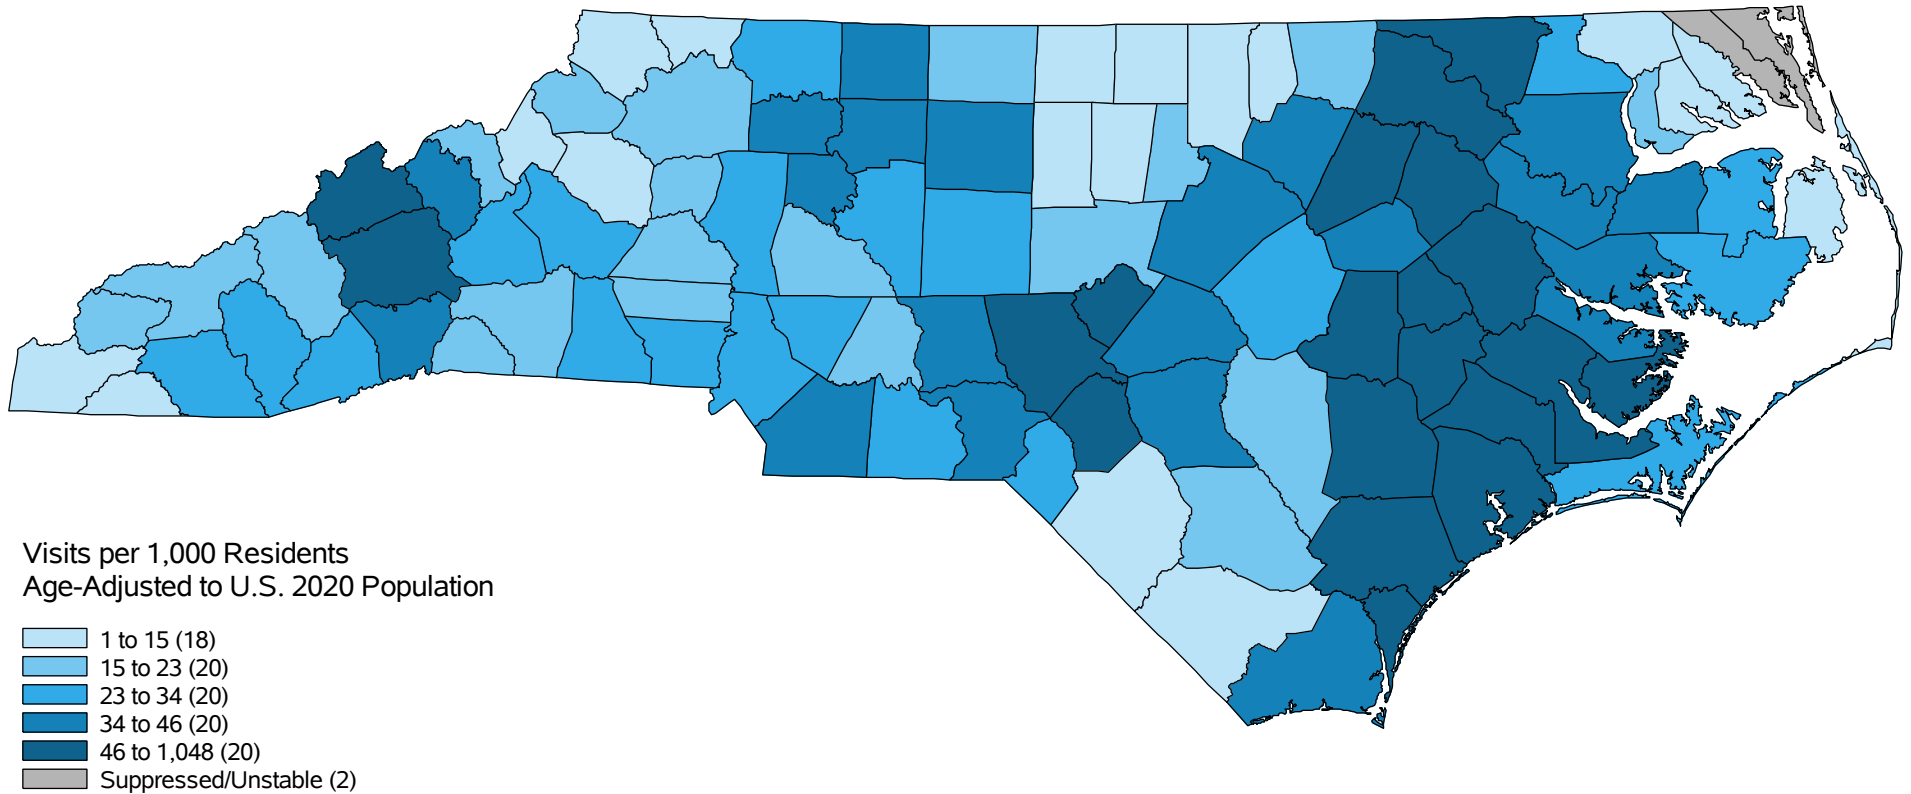 Visits per 1,000 Residents
Age-Adjusted to U.S. 2020 Population
1 to 15 (18)
15 to 23 (20)
23 to 34 (20)
34 to 46 (20)
46 to 1,048 (20)
Suppressed/Unstable (2)